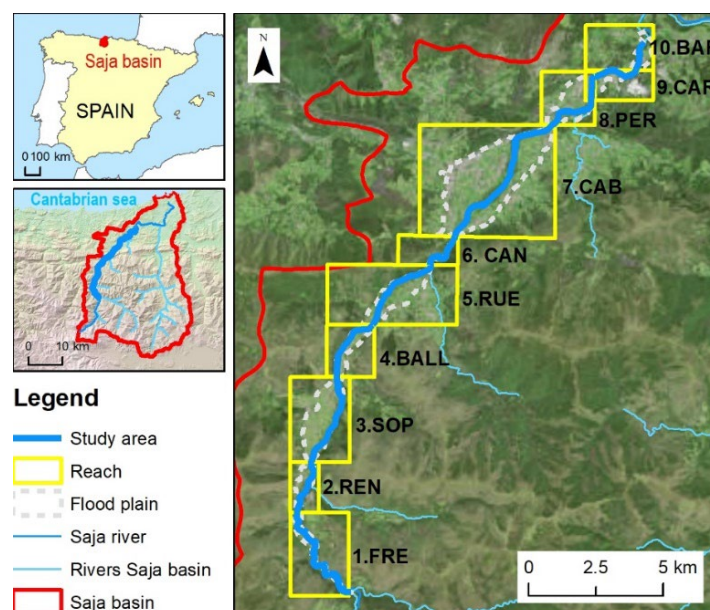 Saja basin
SPAIN
0 100 km
Cantabrian sea
0 10 km
Legend
Study area
Reach
Flood plain
Saja river
Rivers Saja basin
Saja basin
N
10.BAR
9.CAR
8.PER
7.CAB
6. CAN
5.RUE
4.BALL
3.SOP
2.REN
1.FRE
0 2.5 5 km